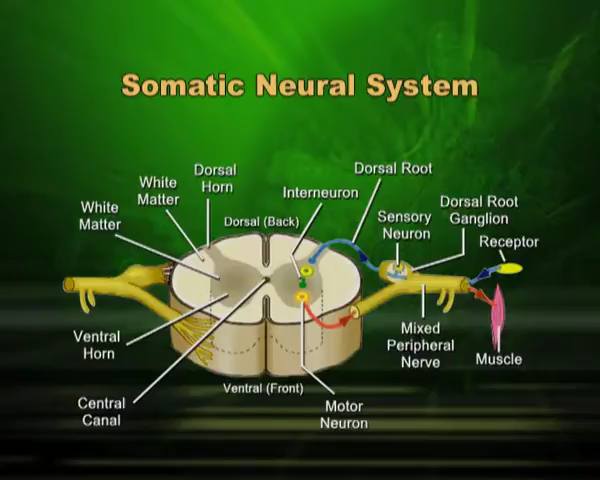 Somatic Neural System
Dorsal Root
Dorsal
Horn
White
Matter
Interneuron
White
Matter
Dorsal (Back)
Sensory
Neuron
Dorsal Root
Ganglion
Receptor
Ventral
Horn
Mixed
Peripheral
Nerve
Muscle
Ventral (Front)
Central
Canal
Motor
Neuron